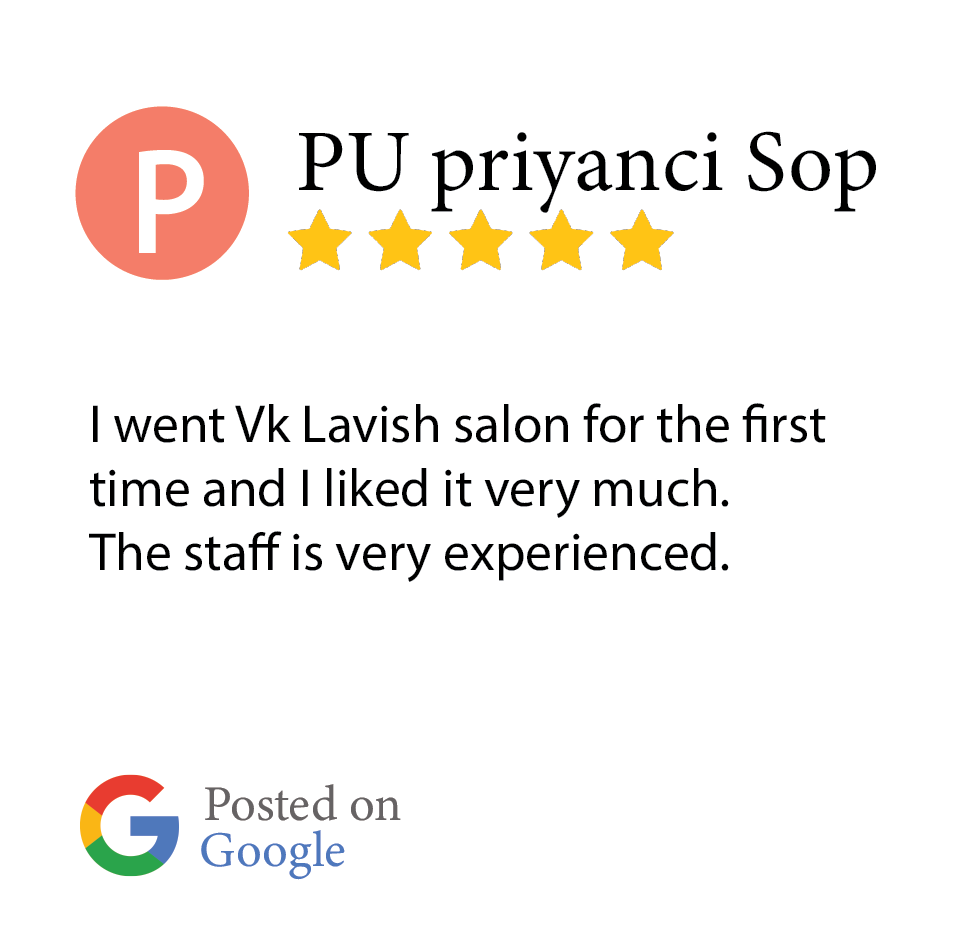 P
PU priyanci Sop
I went Vk Lavish salon for the first
time and I liked it very much.
The staff is very experienced.
G
Posted on
Google